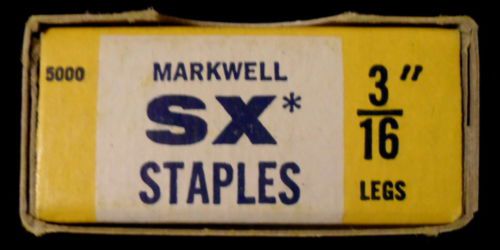 5000
MARKWELL
SX*
STAPLES
3"
16
LEGS